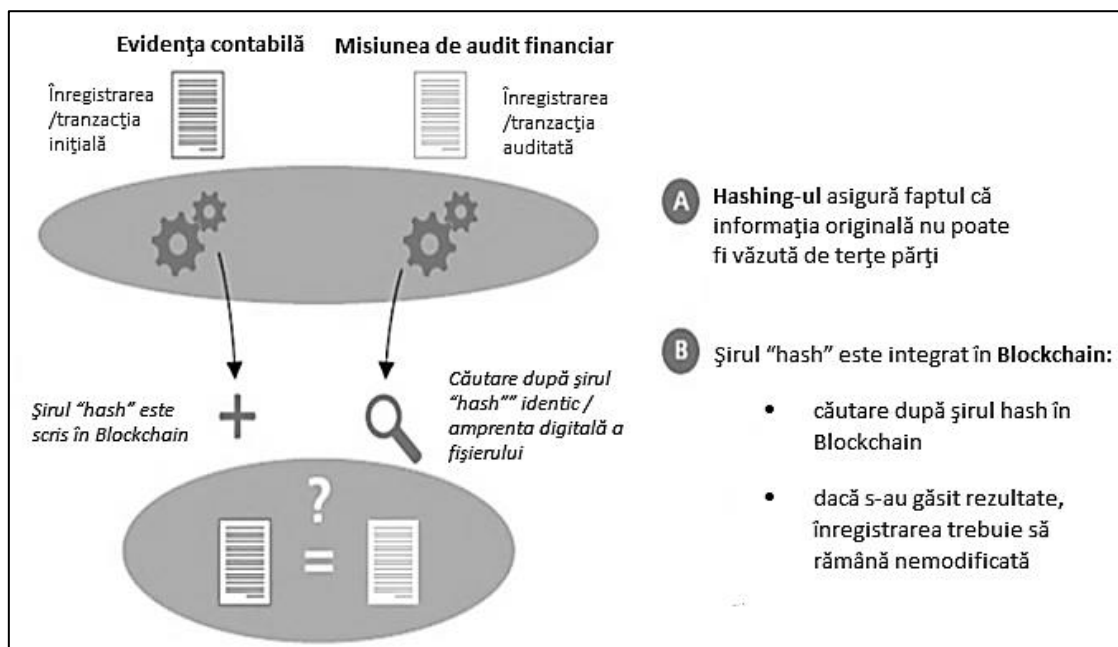 Evidenţa contabilă
Misiunea de audit financiar
Înregistrarea
/tranzacţia
iniţială
Înregistrarea
/tranzacţia
auditată
A
Hashing-ul asigură faptul că
informaţia originală nu poate
fi văzută de terţe părţi
Şirul “hash” este
scris în Blockchain
Căutare după şirul
“hash”” identic /
amprenta digitală a
fişierului
?
=
B
Şirul “hash” este integrat în Blockchain:
• căutare după şirul hash în
Blockchain
• dacă s-au găsit rezultate,
înregistrarea trebuie să
rămână nemodificată